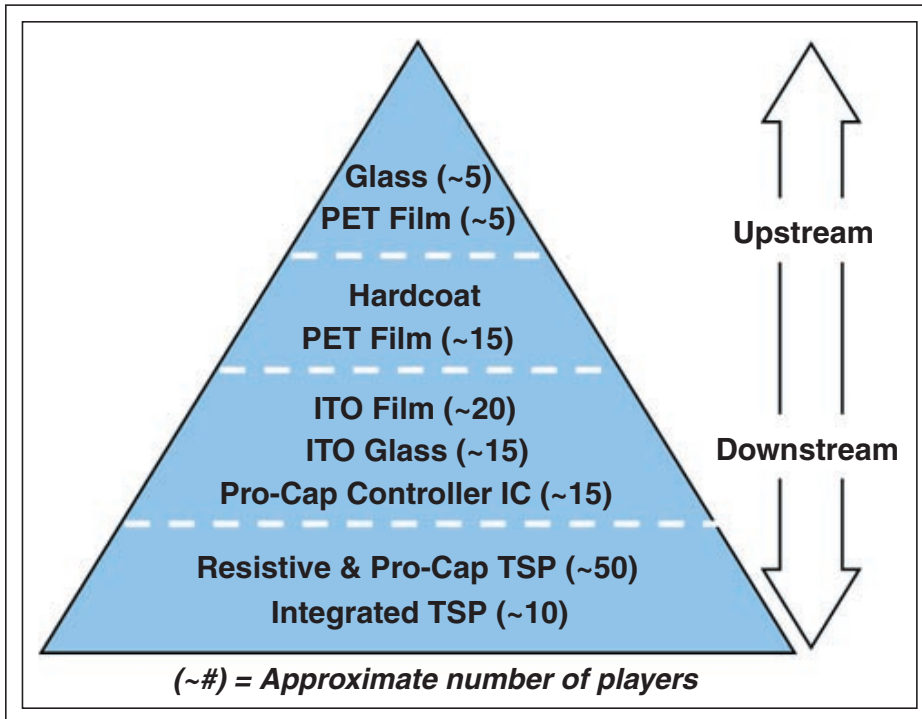 Glass (~5)
PET Film (~5)
Upstream
Hardcoat
PET Film (~15)
ITO Film (~20)
ITO Glass (~15)
Pro-Cap Controller IC (~15)
Downstream
Resistive & Pro-Cap TSP (~50)
Integrated TSP (~10)
(~#) = Approximate number of players